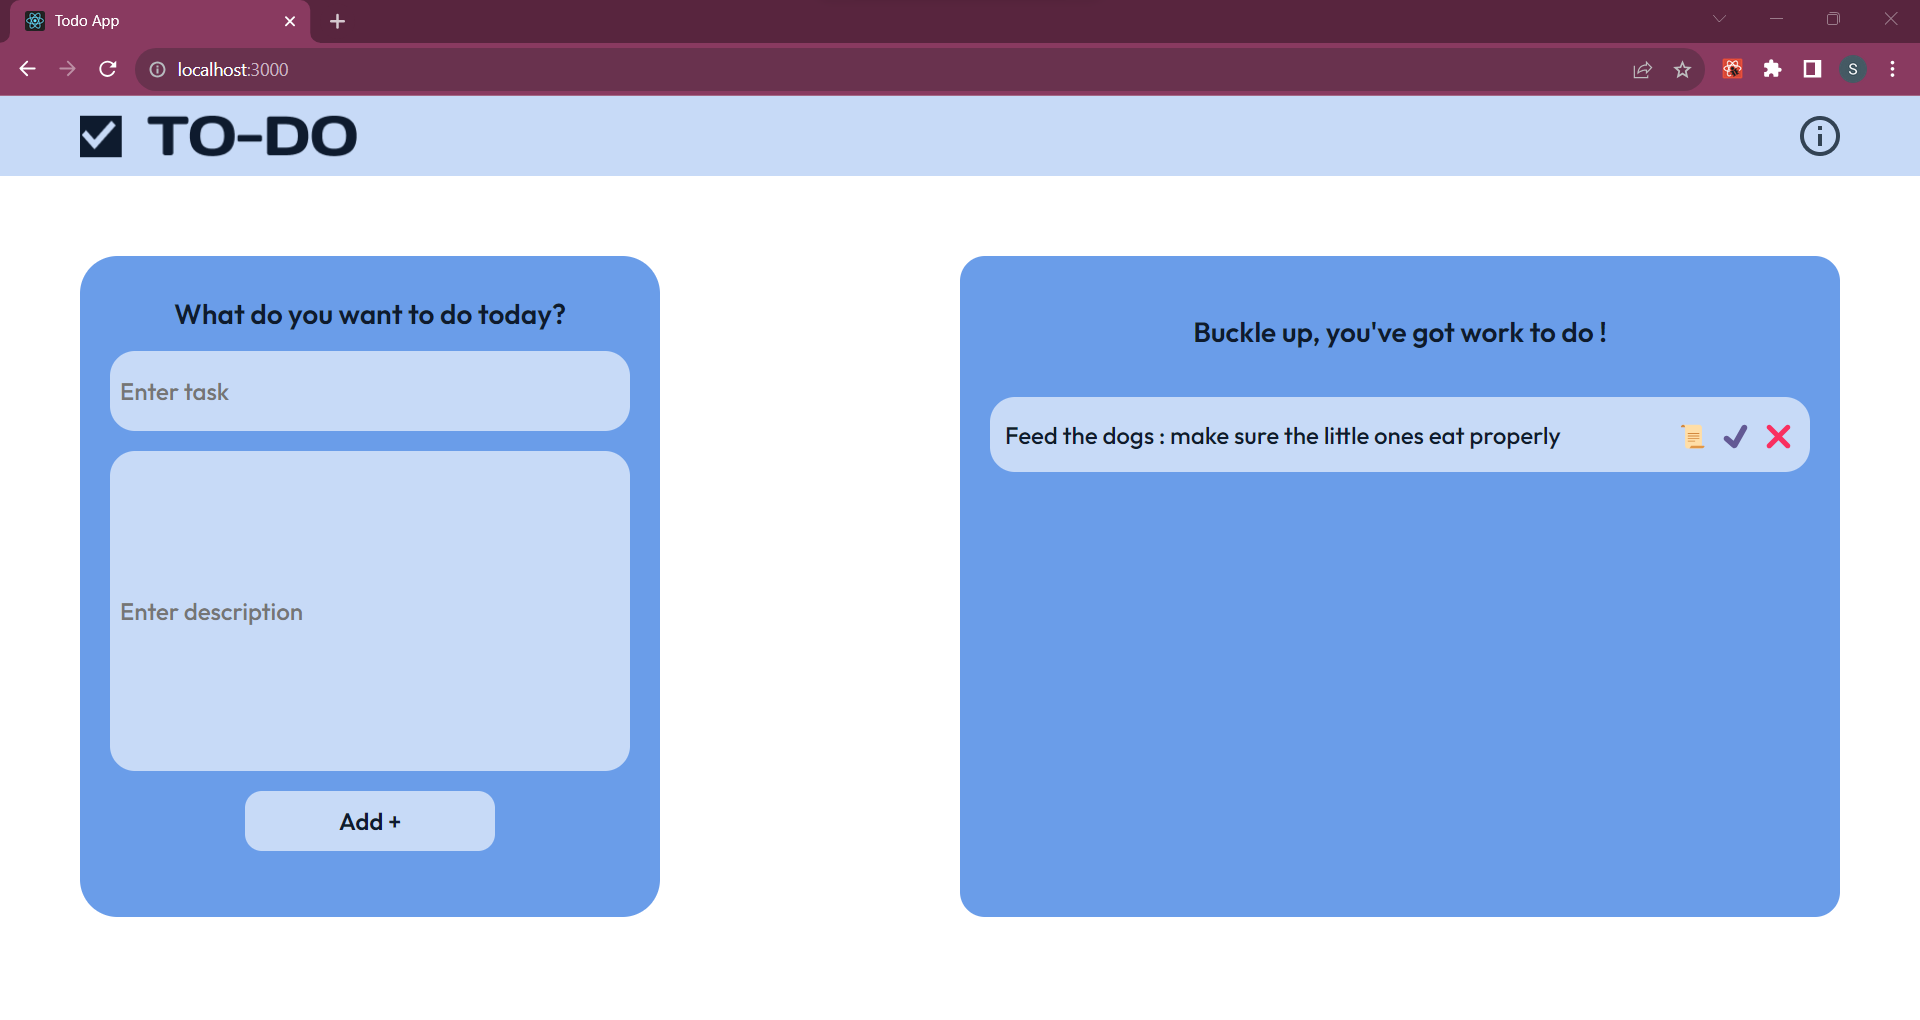 Todo App
localhost:3000
S
TO-DO
What do you want to do today?
Enter task
Enter description
Add +
Buckle up, you've got work to do !
Feed the dogs : make sure the little ones eat properly